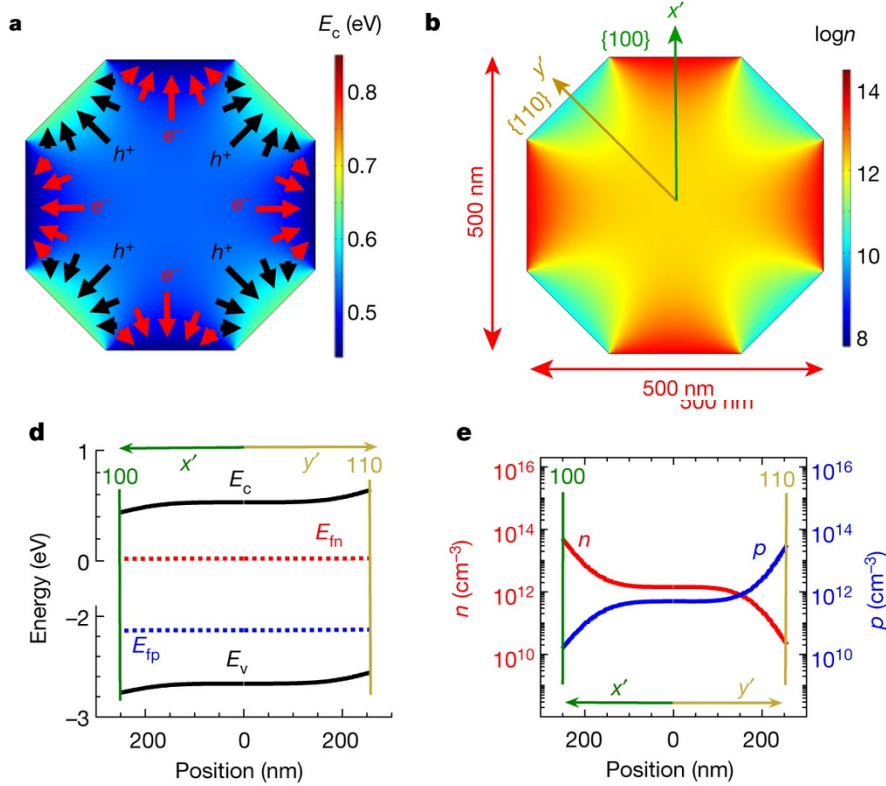 a
E_c (eV)
0.8
0.7
0.6
0.5
e⁻
h⁺
h⁺
e⁻
e⁻
h⁺
h⁺
e⁻
b
x′
{100}
y′
{110}
logn
14
12
10
8
500 nm
500 nm
500 nm
d
x′
y′
100
110
E_c
E_fn
E_fp
E_v
1
0
−2
−3
Energy (eV)
200
0
200
Position (nm)
e
100
110
n
p
10¹⁶
10¹⁴
10¹²
10¹⁰
n (cm⁻³)
10¹⁶
10¹⁴
10¹²
10¹⁰
p (cm⁻³)
x′
y′
200
0
200
Position (nm)